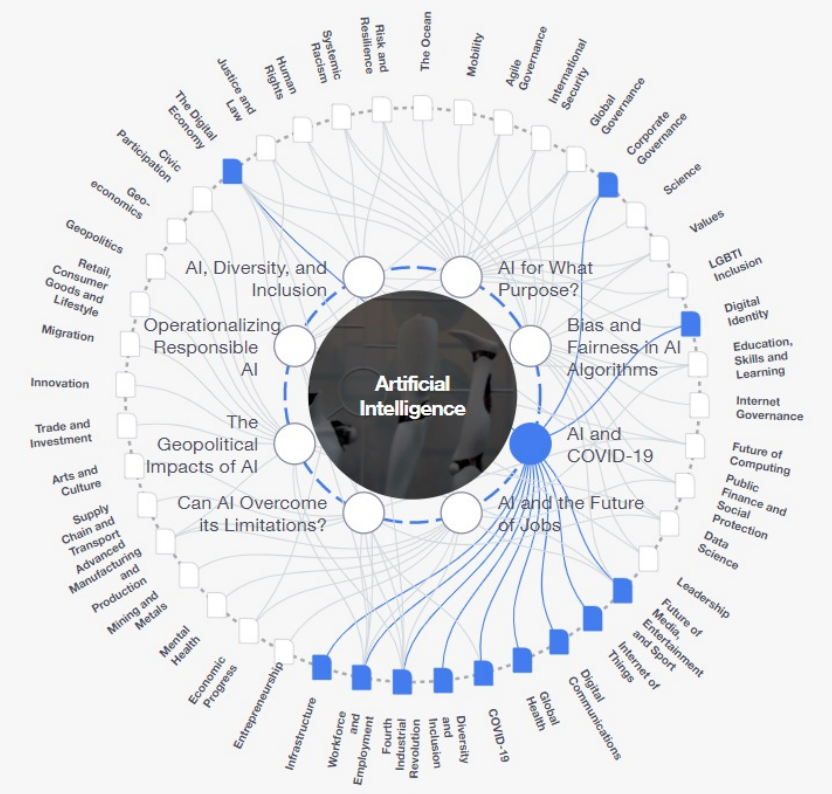 The Ocean
Mobility
Agile
Governance
International
Security
Global
Governance
Corporate
Governance
Science
Values
LGBTI
Inclusion
Digital
Identity
Education,
Skills and
Learning
Internet
Governance
Future of
Computing
Public
Finance and
Social
Protection
Data
Science
Leadership
Future of
Media,
Entertainment
and Sport
Internet of
Things
Digital
Communications
Global
Health
COVID-19
Diversity
and
Inclusion
Fourth
Industrial
Revolution
Workforce
and
Employment
Infrastructure
Entrepreneurship
Economic
Progress
Mental
Health
Mining and
Metals
Advanced
Manufacturing
and
Production
Supply
Chain and
Transport
Arts and
Culture
Trade and
Investment
Innovation
Migration
Retail,
Consumer
Goods and
Lifestyle
Geopolitics
Geo-
economics
Civic
Participation
The Digital
Economy
Justice and
Law
Human
Rights
Systemic
Racism
Risk and
Resilience
AI, Diversity, and
Inclusion
AI for What
Purpose?
Operationalizing
Responsible
AI
Bias and
Fairness in AI
Algorithms
Artificial
Intelligence
The
Geopolitical
Impacts of AI
AI and
COVID-19
Can AI Overcome
its Limitations?
AI and the Future
of Jobs